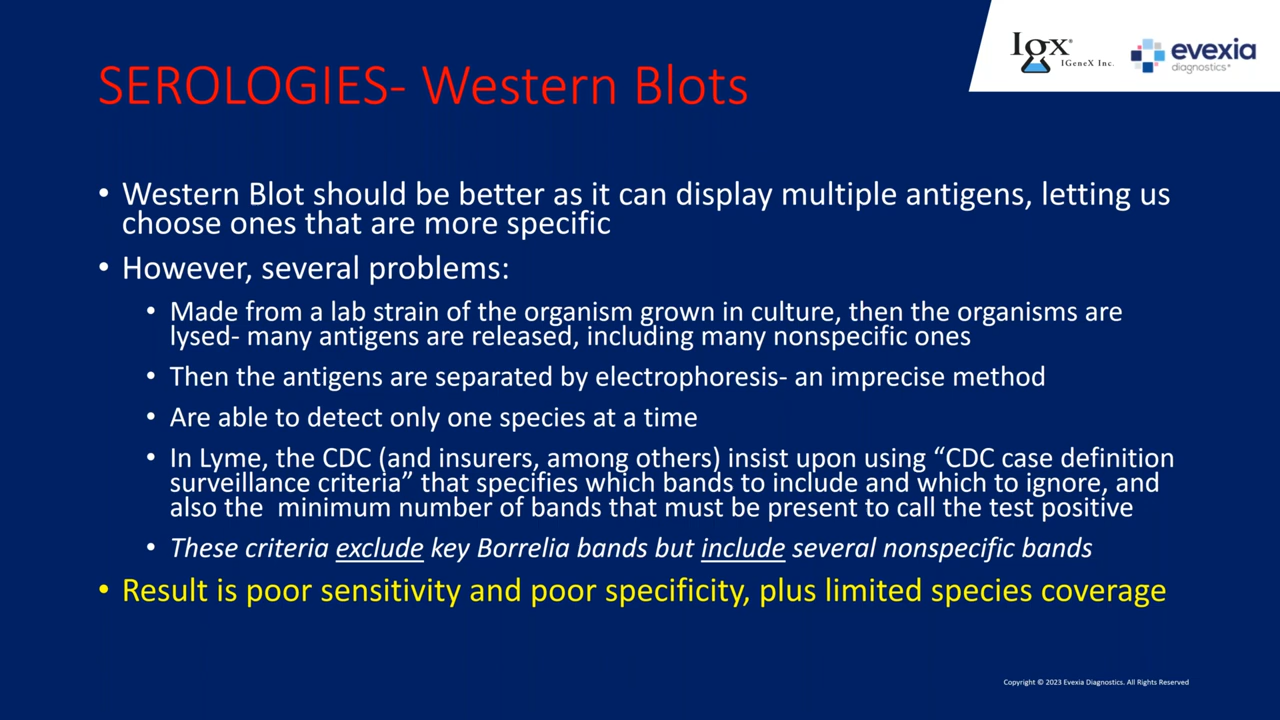 Igx®
IGeneX Inc.
evexia
diagnostics+
SEROLOGIES- Western Blots
• Western Blot should be better as it can display multiple antigens, letting us
choose ones that are more specific
• However, several problems:
• Made from a lab strain of the organism grown in culture, then the organisms are
lysed- many antigens are released, including many nonspecific ones
• Then the antigens are separated by electrophoresis- an imprecise method
• Are able to detect only one species at a time
• In Lyme, the CDC (and insurers, among others) insist upon using “CDC case definition
surveillance criteria” that specifies which bands to include and which to ignore, and
also the  minimum number of bands that must be present to call the test positive
• These criteria exclude key Borrelia bands but include several nonspecific bands
• Result is poor sensitivity and poor specificity, plus limited species coverage
Copyright © 2023 Evexia Diagnostics. All Rights Reserved